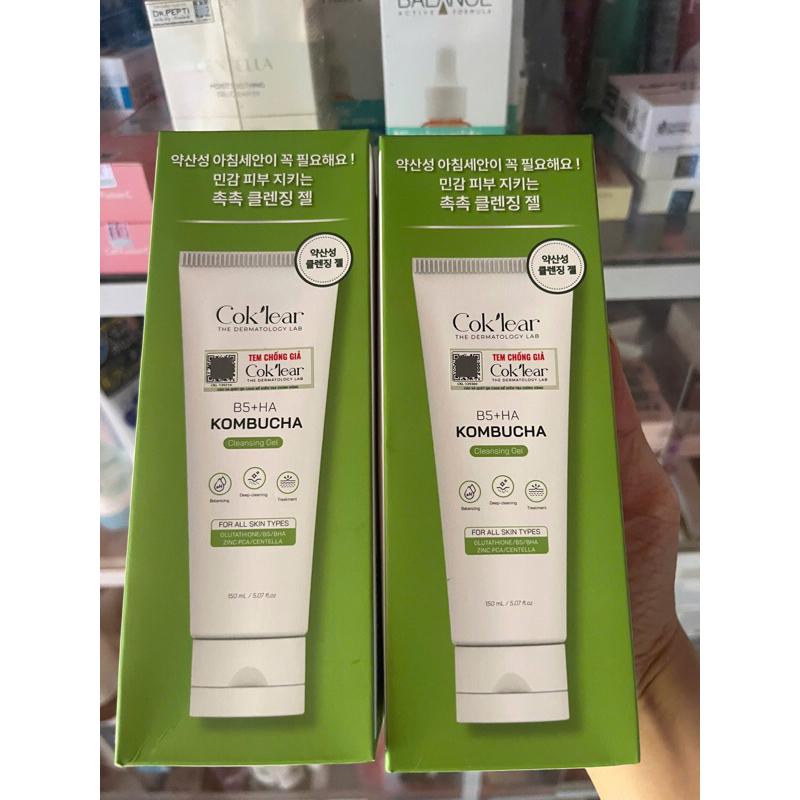 Dr.PEPTI
CENTELLA
BALANCE
ACTIVE FORMULA
약산성 아침세안이 꼭 필요해요 !
민감 피부 지키는
촉촉 클렌징 젤
약산성
클렌징 젤
Cok'lear
THE DERMATOLOGY LAB
TEM CHỐNG GIẢ
Cok'lear
THE DERMATOLOGY LAB
B5+HA
KOMBUCHA
Cleansing Gel
Balancing
Deep-cleaning
Treatment
FOR ALL SKIN TYPES
GLUTATHIONE/B5/BHA
ZINC PCA/CENTELLA
150 mL / 5.07 fl.oz
약산성 아침세안이 꼭 필요해요 !
민감 피부 지키는
촉촉 클렌징 젤
약산성
클렌징 젤
Cok'lear
THE DERMATOLOGY LAB
TEM CHỐNG GIẢ
Cok'lear
THE DERMATOLOGY LAB
B5+HA
KOMBUCHA
Cleansing Gel
Balancing
Deep-cleaning
Treatment
FOR ALL SKIN TYPES
GLUTATHIONE/B5/BHA
ZINC PCA/CENTELLA
150 mL / 5.07 fl.oz